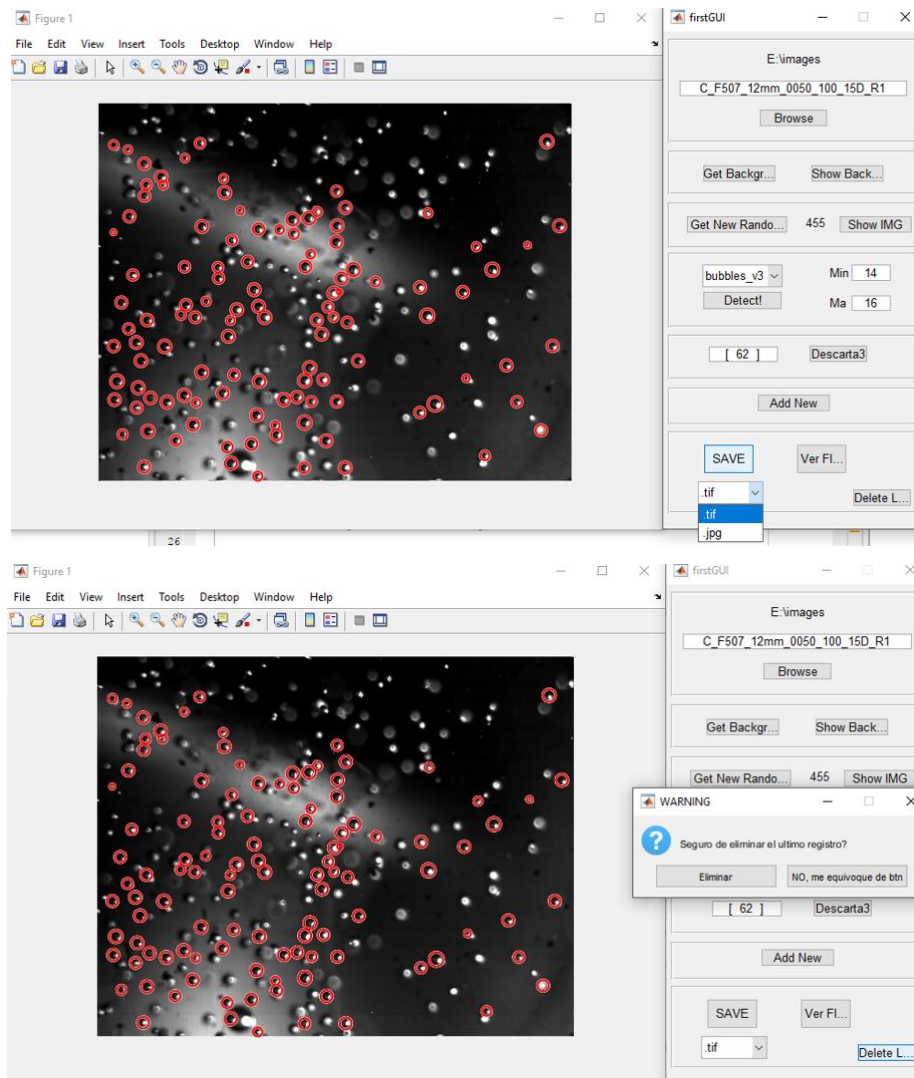 Figure 1
File Edit View Insert Tools Desktop Window Help
firstGUI
E:\images
C_F507_12mm_0050_100_15D_R1
Browse
Get Backgr... Show Back...
Get New Rando... 455 Show IMG
bubbles_v3 Min 14
Detect! Ma 16
[ 62 ] Descarta3
Add New
SAVE Ver FI...
.tif Delete L...
.tif
.jpg
26
Figure 1
File Edit View Insert Tools Desktop Window Help
firstGUI
E:\images
C_F507_12mm_0050_100_15D_R1
Browse
Get Backgr... Show Back...
Get New Rando... 455 Show IMG
WARNING
Seguro de eliminar el ultimo registro?
Eliminar NO, me equivoque de btn
[ 62 ] Descarta3
Add New
SAVE Ver FI...
.tif Delete L...